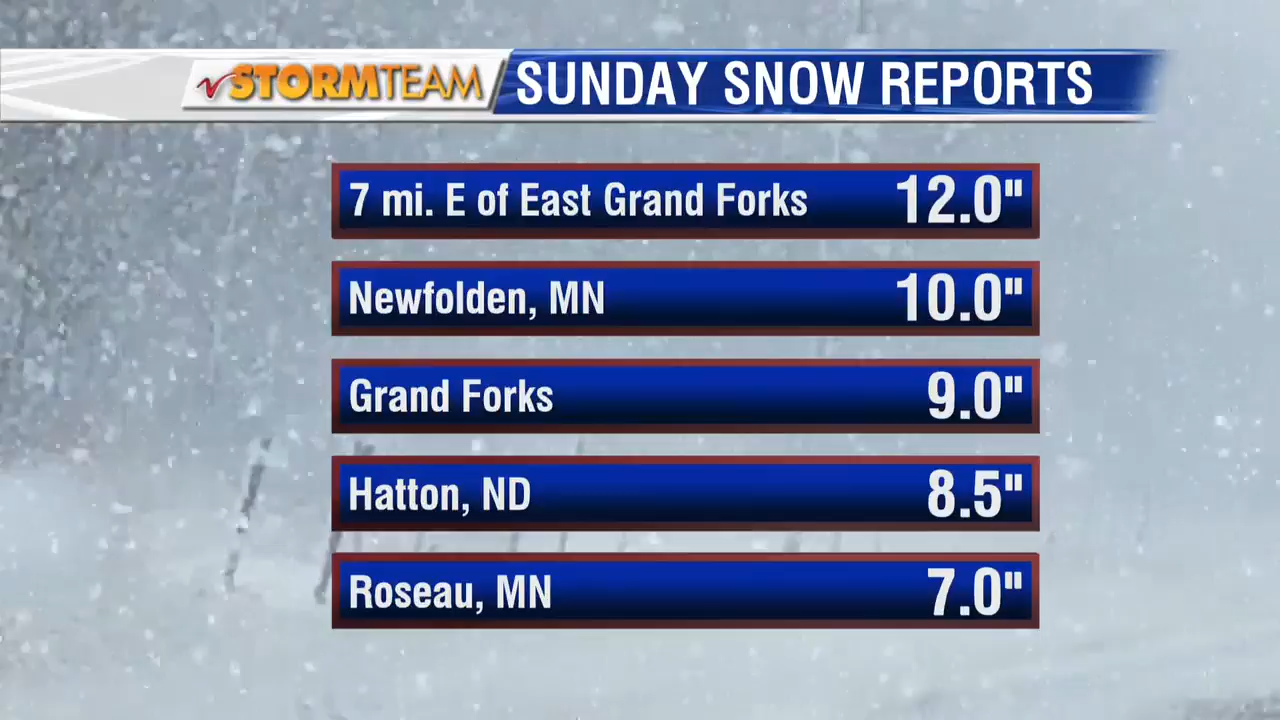 STORMTEAM SUNDAY SNOW REPORTS
7 mi. E of East Grand Forks 12.0"
Newfolden, MN 10.0"
Grand Forks 9.0"
Hatton, ND 8.5"
Roseau, MN 7.0"